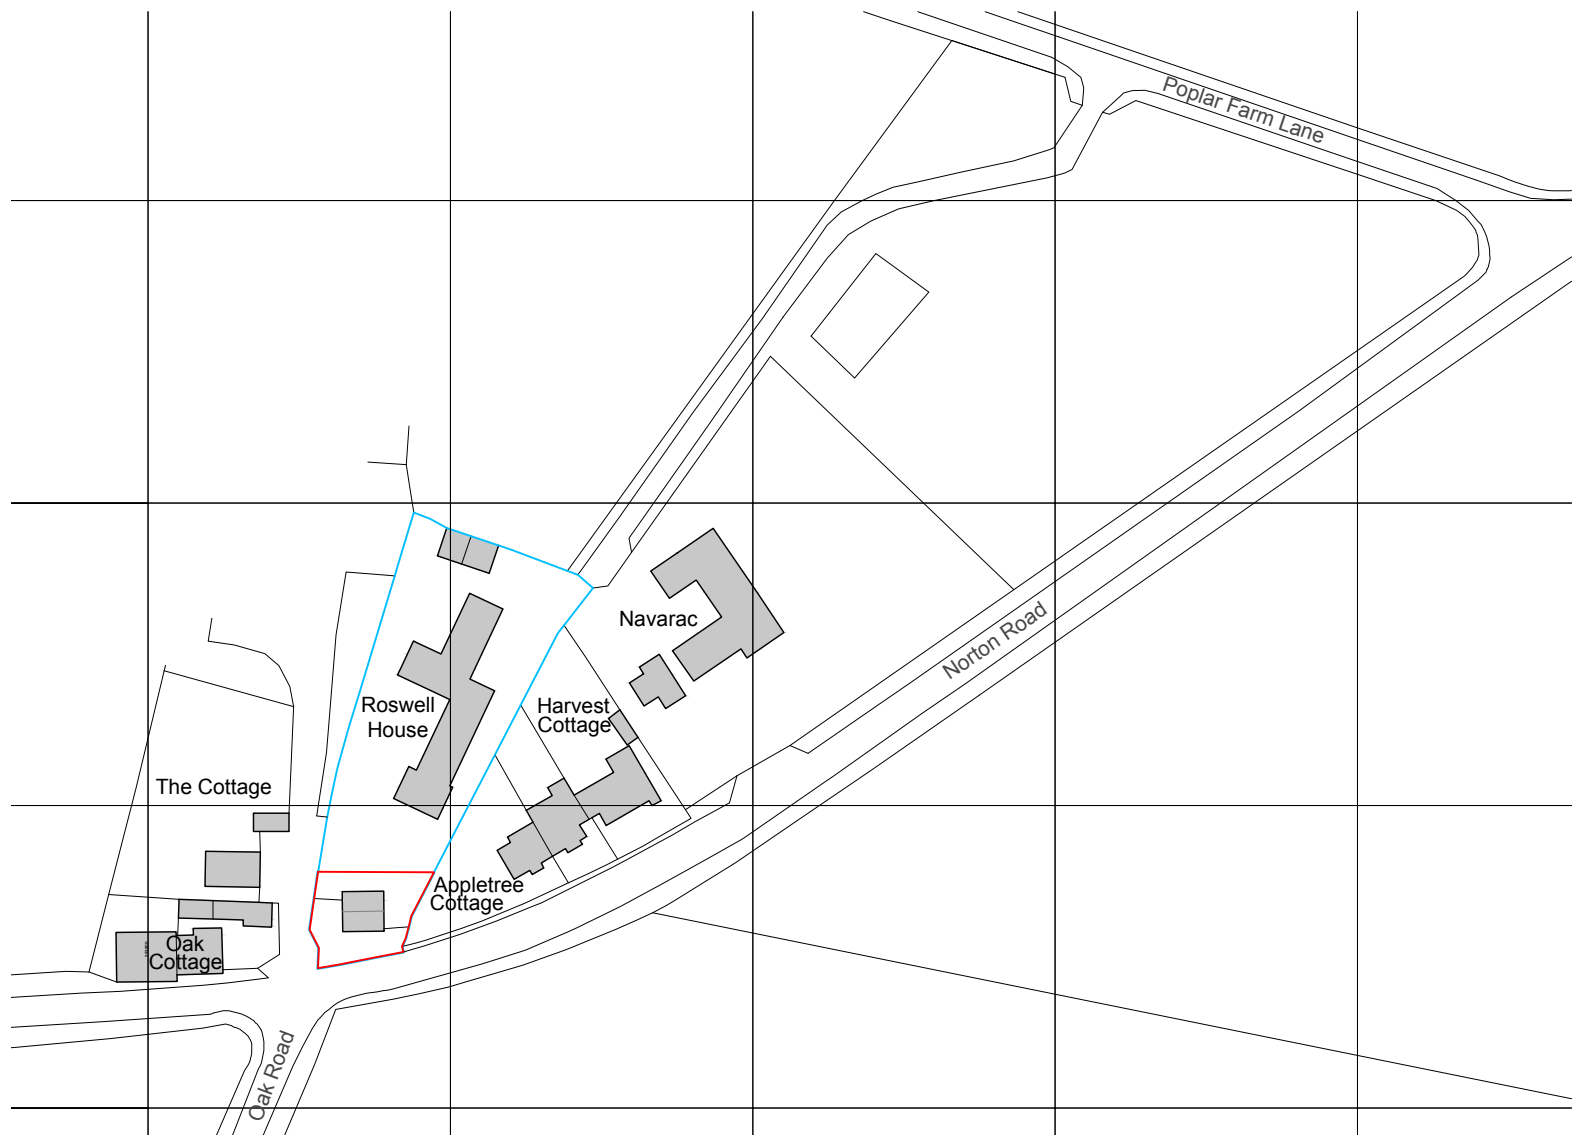 Poplar Farm Lane
Navarac
Norton Road
Roswell
House
Harvest
Cottage
The Cottage
Appletree
Cottage
Oak
Cottage
Oak Road